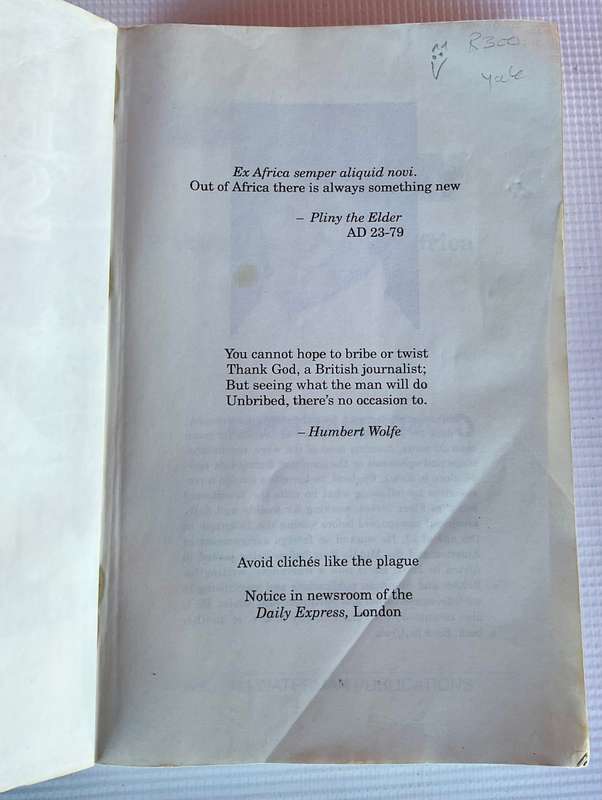 R300
Ex Africa semper aliquid novi.
Out of Africa there is always something new
– Pliny the Elder
AD 23-79
You cannot hope to bribe or twist
Thank God, a British journalist;
But seeing what the man will do
Unbribed, there's no occasion to.
– Humbert Wolfe
Avoid clichés like the plague
Notice in newsroom of the
Daily Express, London